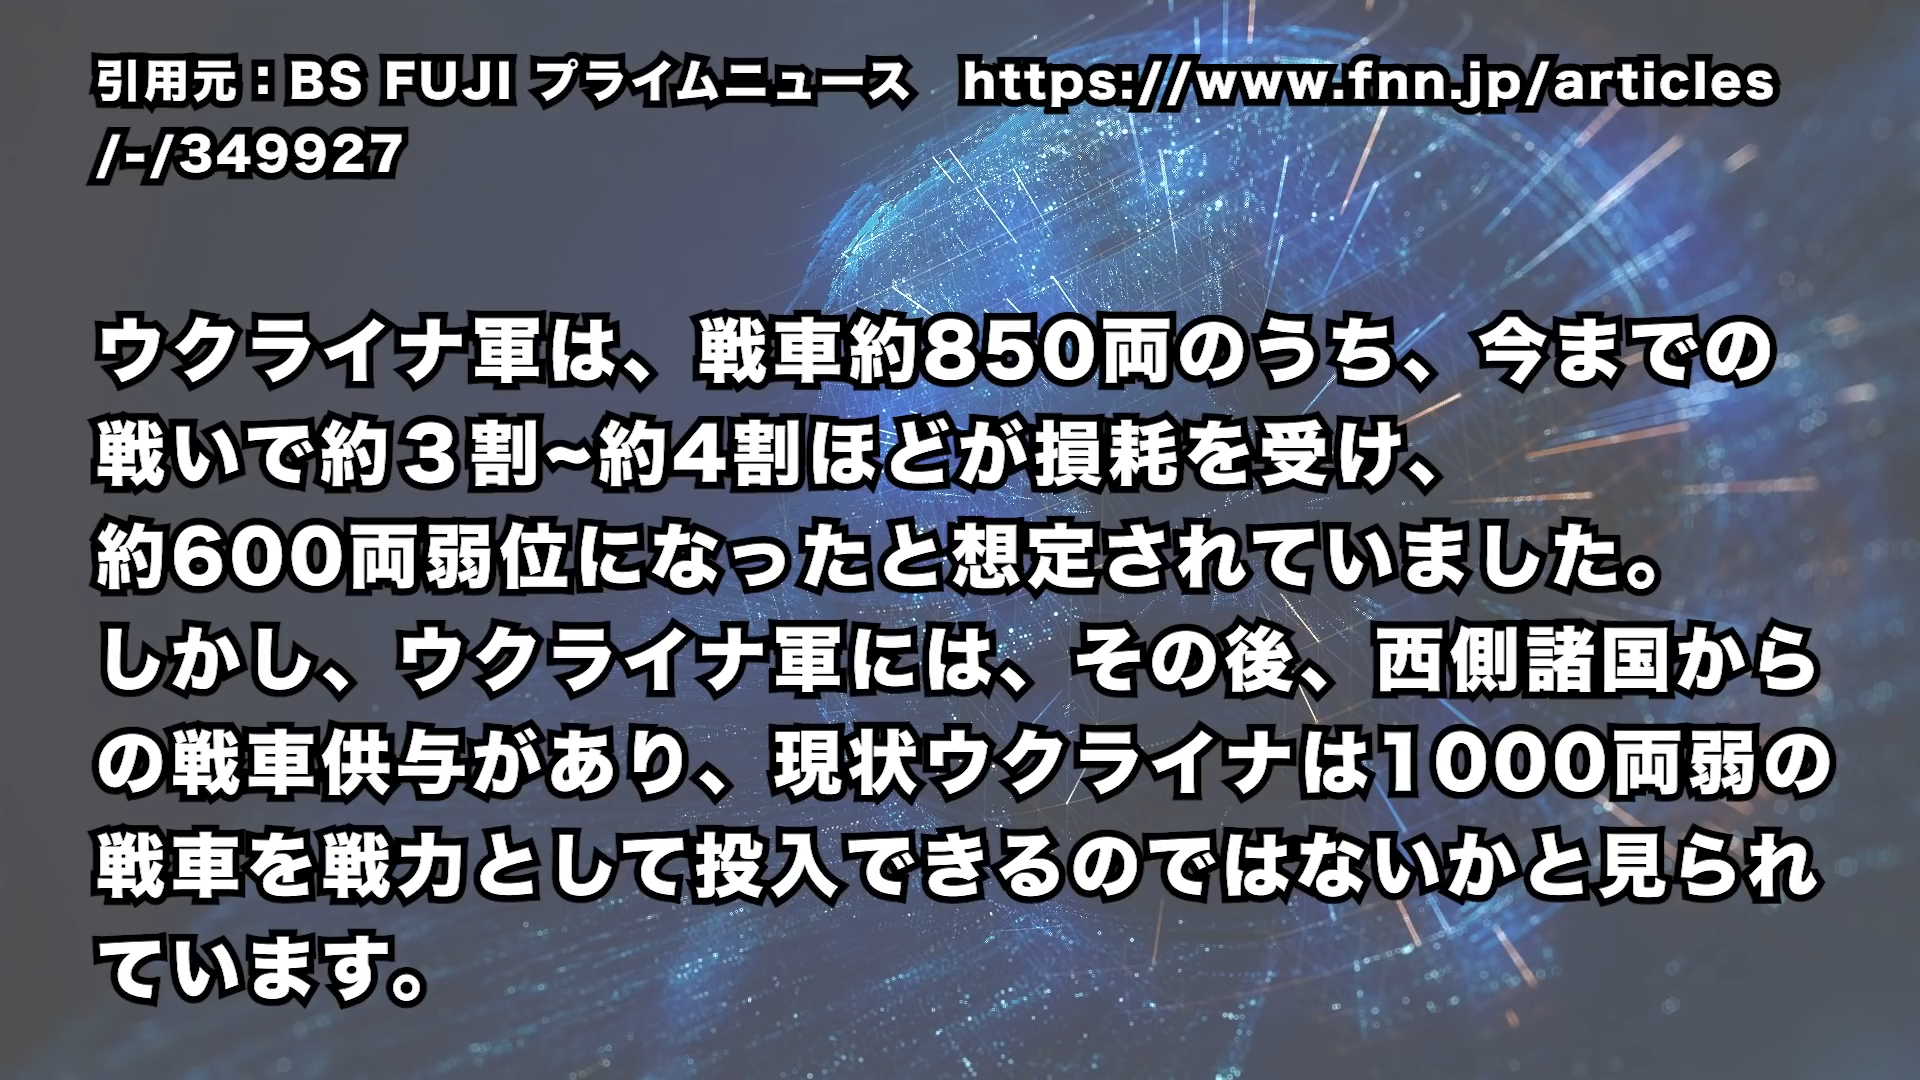 引用元：BS FUJI プライムニュース　https://www.fnn.jp/articles
/-/349927
ウクライナ軍は、戦車約850両のうち、今までの
戦いで約３割~約4割ほどが損耗を受け、
約600両弱位になったと想定されていました。
しかし、ウクライナ軍には、その後、西側諸国から
の戦車供与があり、現状ウクライナは1000両弱の
戦車を戦力として投入できるのではないかと見られ
ています。